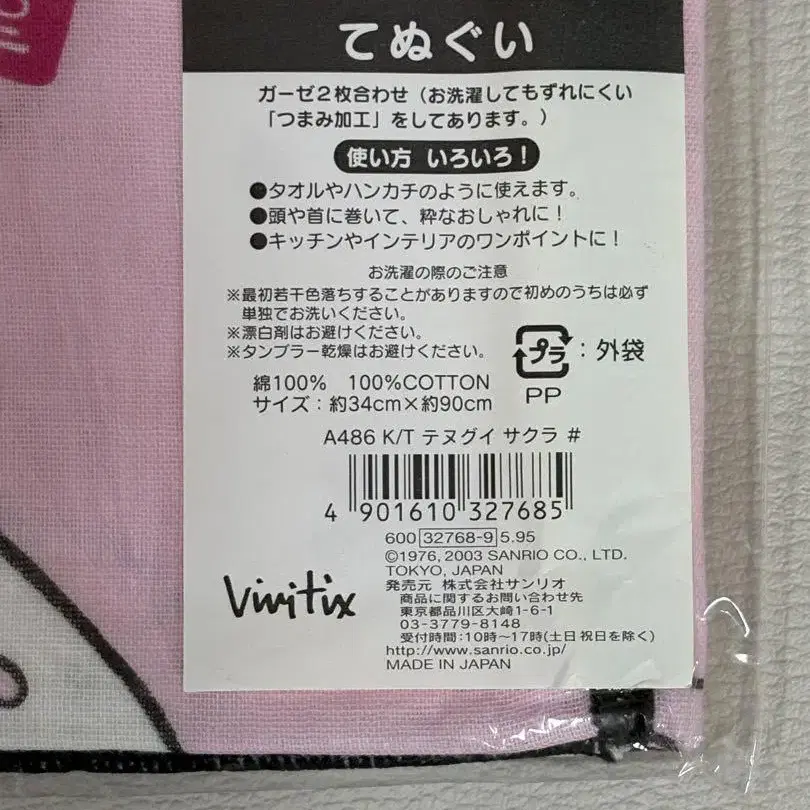 てぬぐい
ガーゼ2枚合わせ（お洗濯してもずれにくい
「つまみ加工」をしてあります。）
使い方 いろいろ！
●タオルやハンカチのように使えます。
●頭や首に巻いて、粋なおしゃれに！
●キッチンやインテリアのワンポイントに！
お洗濯の際のご注意
※最初若干色落ちすることがありますので初めのうちは必ず
単独でお洗いください。
※漂白剤はお避けください。
※タンブラー乾燥はお避けください。
プラ：外袋
PP
綿100% 100%COTTON
サイズ：約34cm×約90cm
A486 K/T テヌグイ サクラ #
4 901610 327685
600 32768-9 5.95
©1976, 2003 SANRIO CO., LTD.
TOKYO, JAPAN
発売元 株式会社サンリオ
商品に関するお問い合わせ先
東京都品川区大崎1-6-1
03-3779-8148
受付時間：10時〜17時(土日祝日を除く)
http://www.sanrio.co.jp/
MADE IN JAPAN
Vivitix